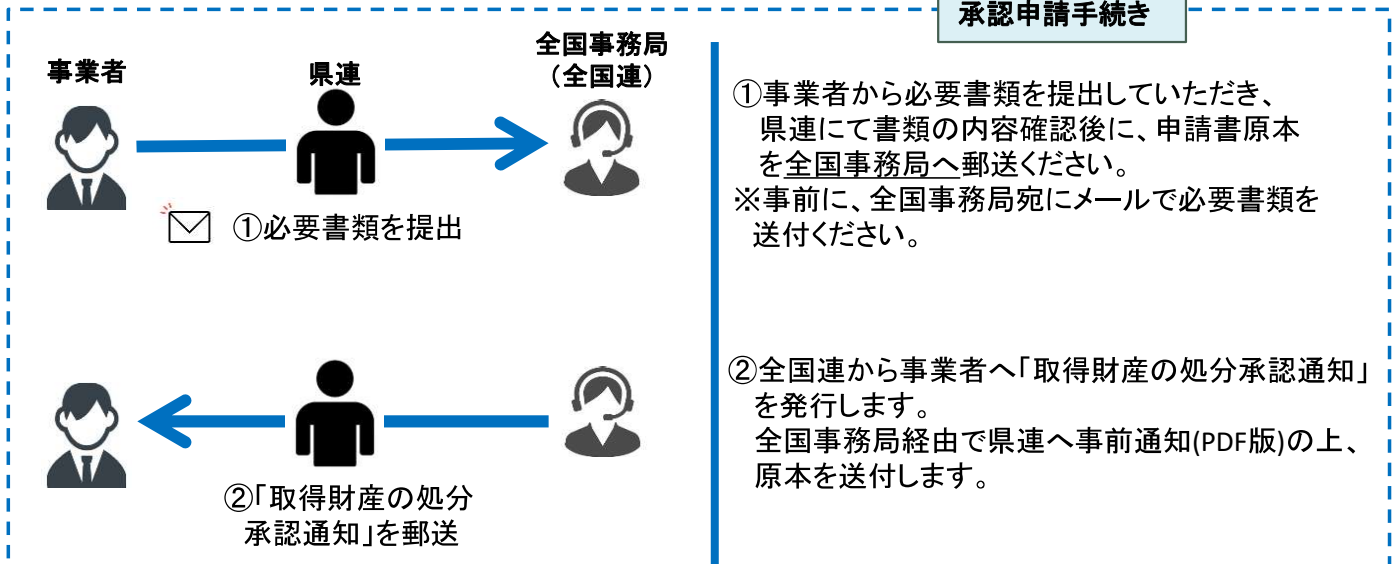 承認申請手続き
事業者
県連
全国事務局
（全国連）
①必要書類を提出
①事業者から必要書類を提出していただき、
県連にて書類の内容確認後に、申請書原本
を全国事務局へ郵送ください。
※事前に、全国事務局宛にメールで必要書類を
送付ください。
②「取得財産の処分
承認通知」を郵送
②全国連から事業者へ「取得財産の処分承認通知」
を発行します。
全国事務局経由で県連へ事前通知(PDF版)の上、
原本を送付します。